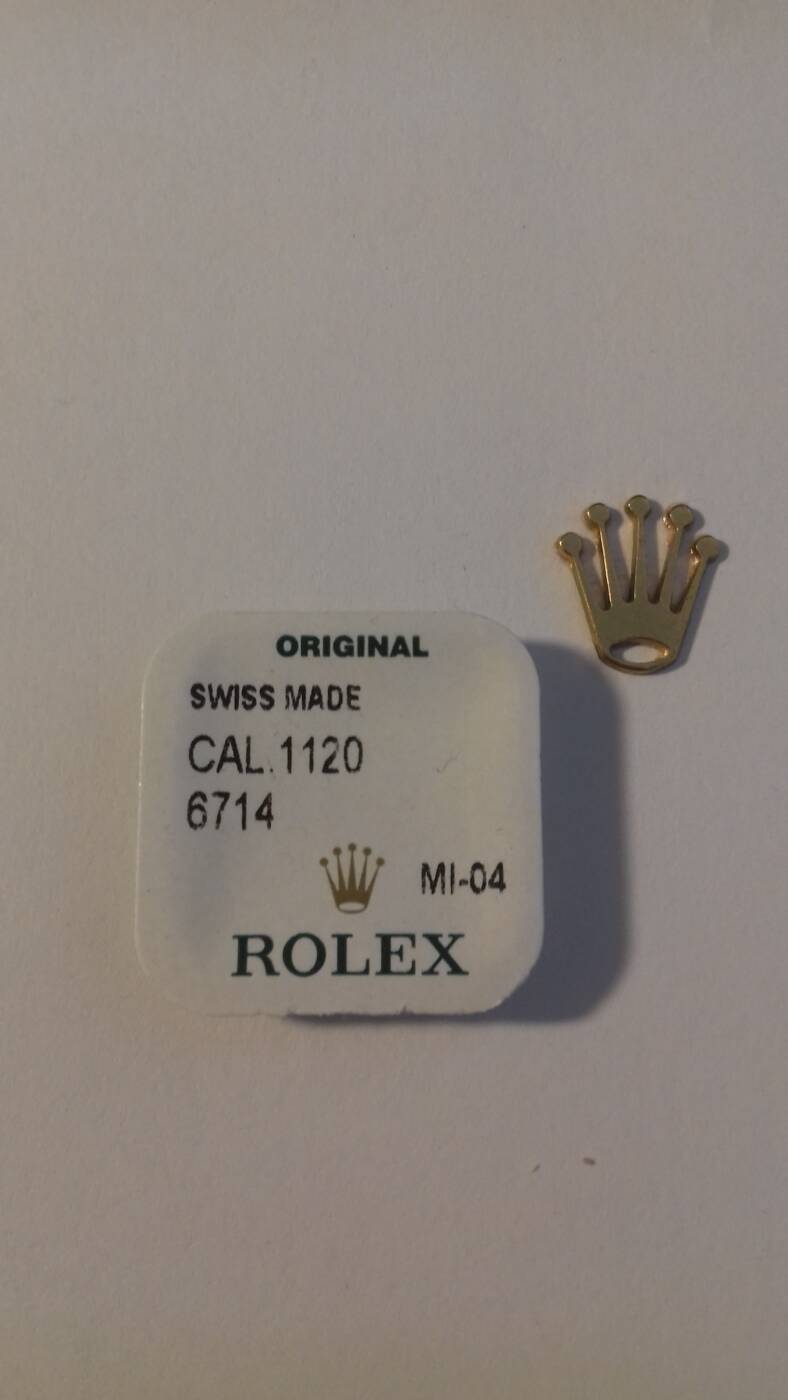 ORIGINAL
SWISS MADE
CAL.1120
6714
MI-04
ROLEX